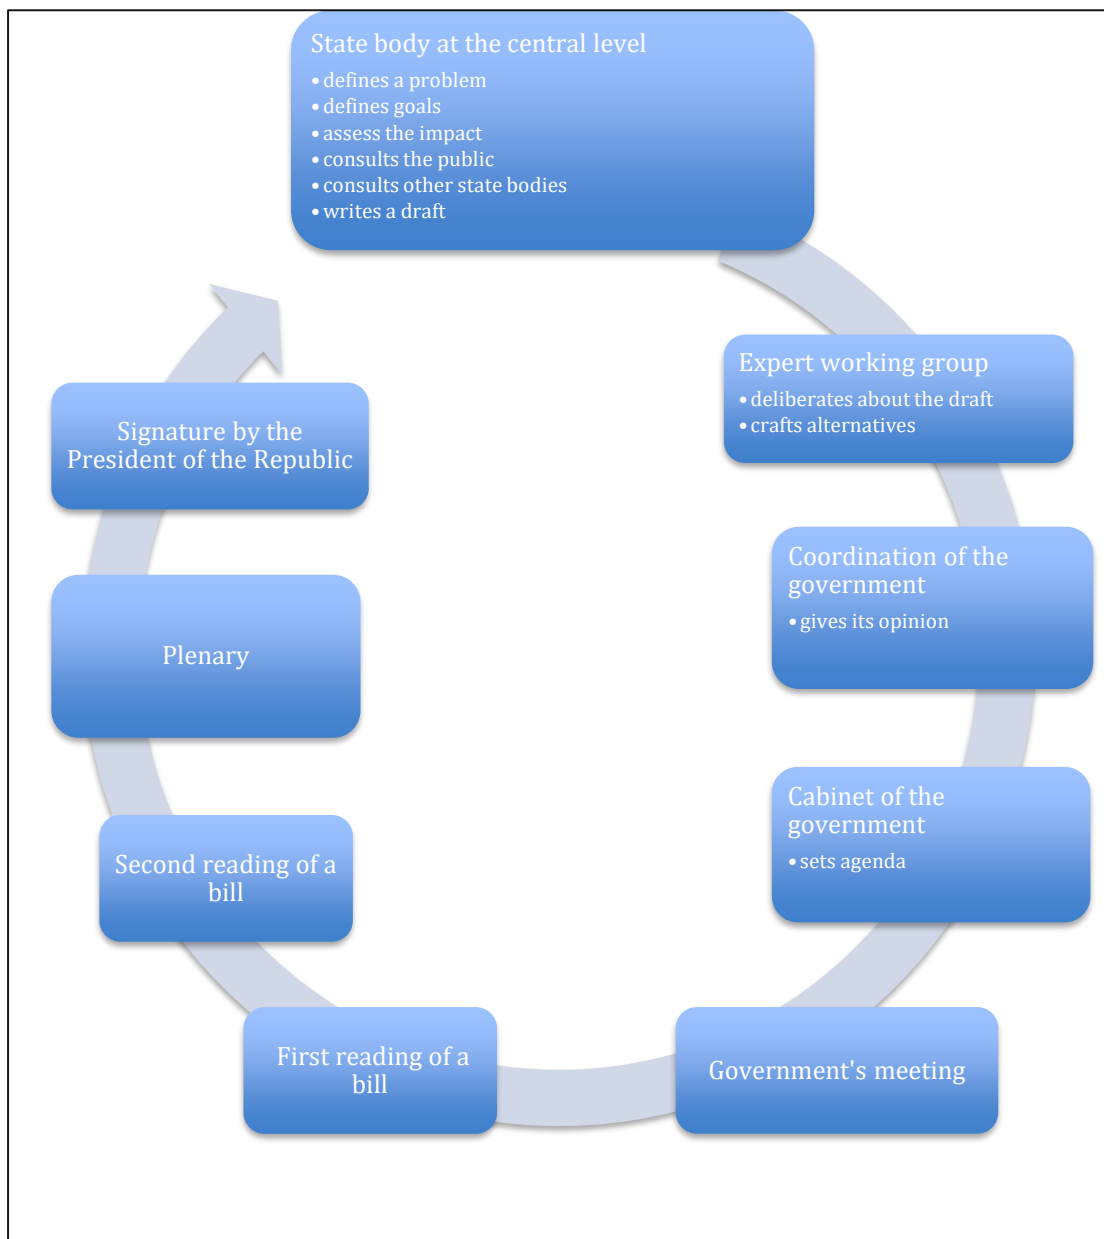 State body at the central level
• defines a problem
• defines goals
• assess the impact
• consults the public
• consults other state bodies
• writes a draft
Expert working group
• deliberates about the draft
• crafts alternatives
Coordination of the
government
• gives its opinion
Cabinet of the
government
• sets agenda
Government's meeting
First reading of a
bill
Second reading of a
bill
Plenary
Signature by the
President of the Republic